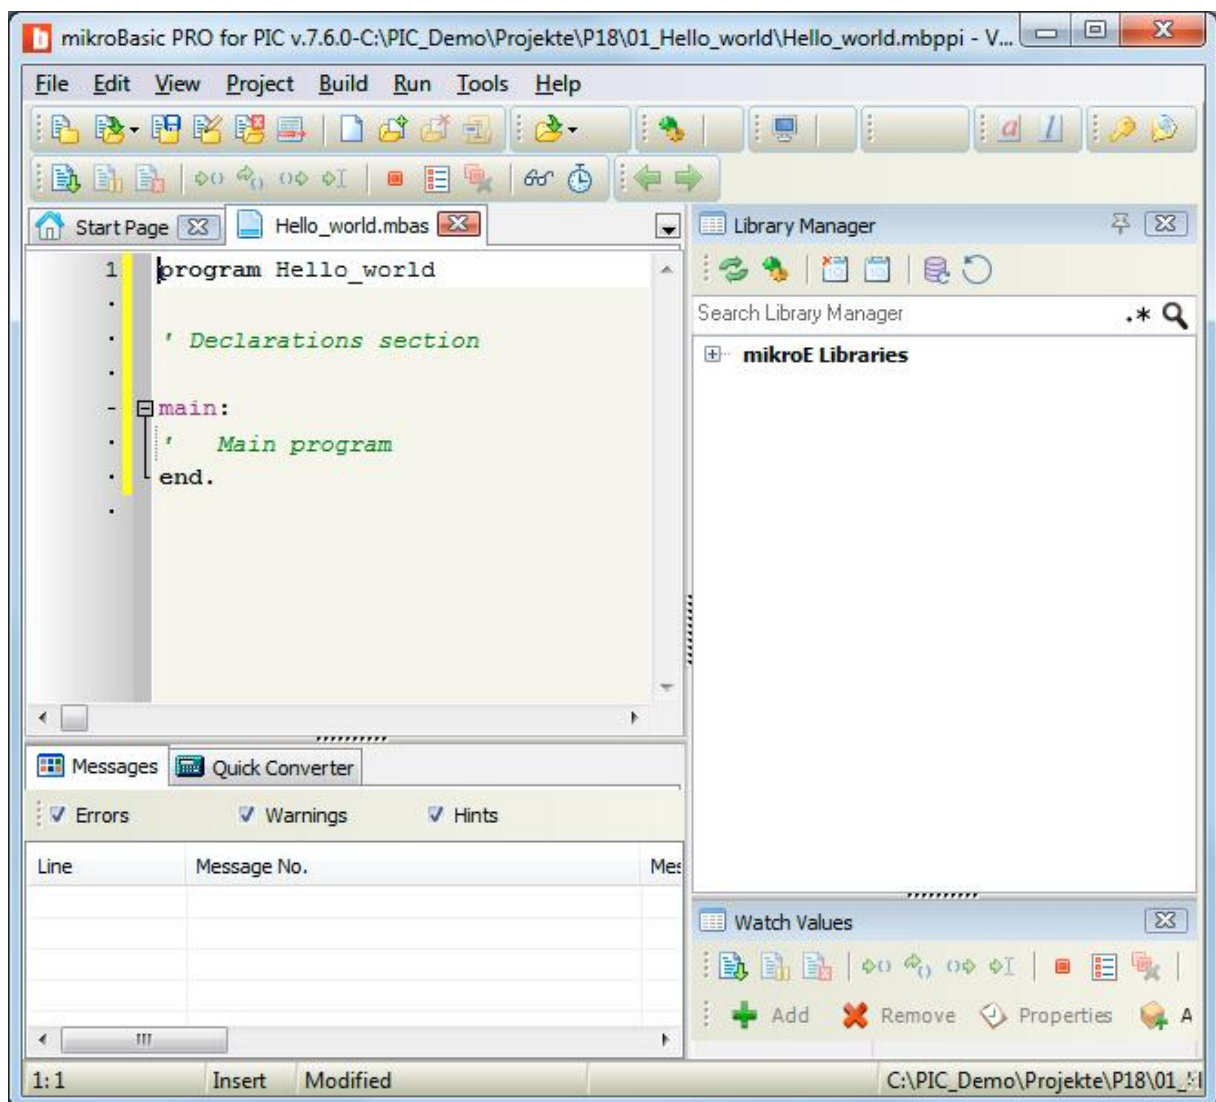 mikroBasic PRO for PIC v.7.6.0-C:\PIC_Demo\Projekte\P18\01_Hello_world\Hello_world.mbppi - V...
File Edit View Project Build Run Tools Help
Start Page Hello_world.mbas
1 program Hello_world
' Declarations section
main:
' Main program
end.
Library Manager
Search Library Manager
mikroE Libraries
Messages Quick Converter
Errors Warnings Hints
Line Message No. Mes
Watch Values
Add Remove Properties A
1:1 Insert Modified C:\PIC_Demo\Projekte\P18\01_H